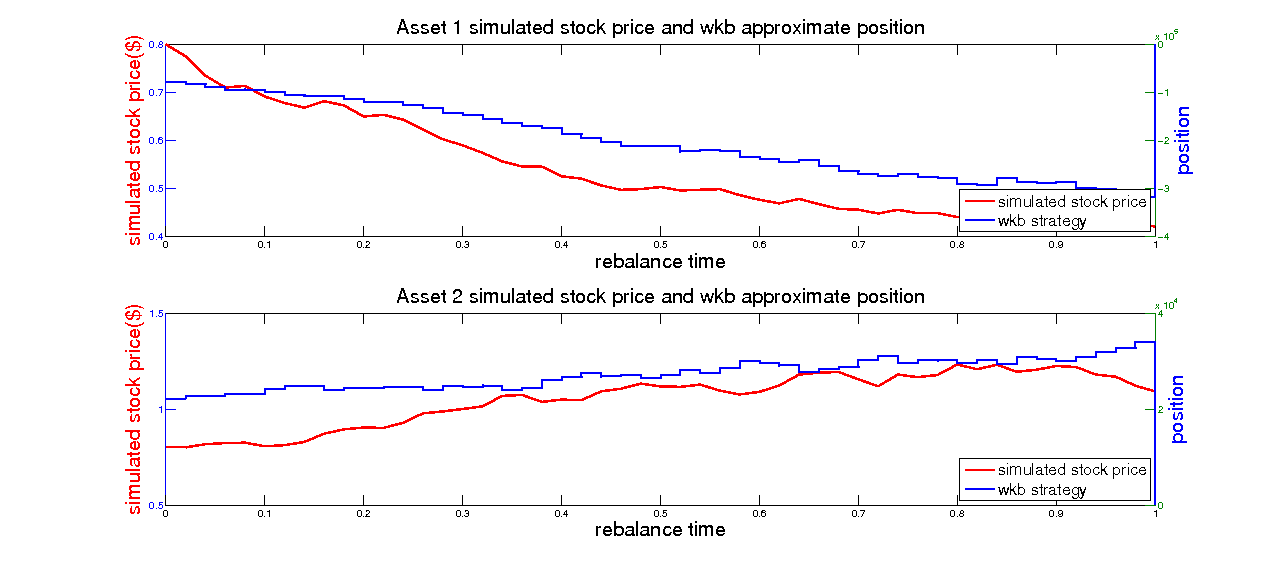 Asset 1 simulated stock price and wkb approximate position
x 10^5
simulated stock price($)
0.8
0.7
0.6
0.5
0.4
0
-1
-2
-3
-4
position
simulated stock price
wkb strategy
0 0.1 0.2 0.3 0.4 0.5 0.6 0.7 0.8 0.9 1
rebalance time
Asset 2 simulated stock price and wkb approximate position
x 10^4
simulated stock price($)
1.5
1
0.5
4
2
0
position
simulated stock price
wkb strategy
0 0.1 0.2 0.3 0.4 0.5 0.6 0.7 0.8 0.9 1
rebalance time